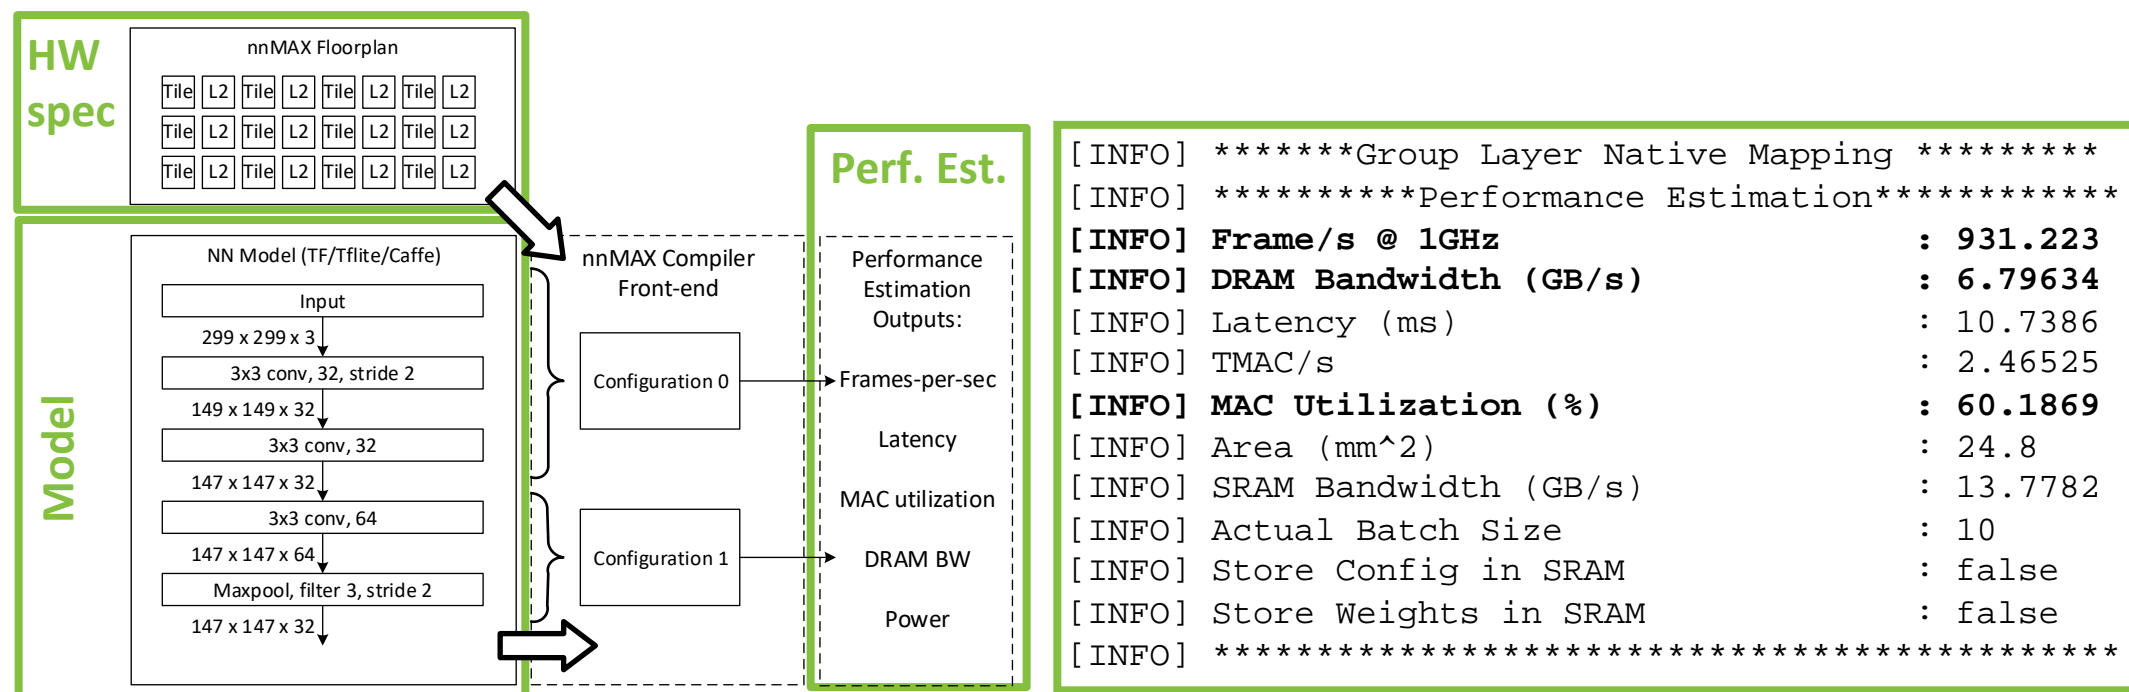 HW
spec
nnMAX Floorplan
Tile L2 Tile L2 Tile L2 Tile L2
Tile L2 Tile L2 Tile L2 Tile L2
Tile L2 Tile L2 Tile L2 Tile L2
Model
NN Model (TF/Tflite/Caffe)
Input
299 x 299 x 3
3x3 conv, 32, stride 2
149 x 149 x 32
3x3 conv, 32
147 x 147 x 32
3x3 conv, 64
147 x 147 x 64
Maxpool, filter 3, stride 2
147 x 147 x 32
nnMAX Compiler
Front-end
Configuration 0
Configuration 1
Perf. Est.
Performance
Estimation
Outputs:
Frames-per-sec
Latency
MAC utilization
DRAM BW
Power
[INFO] *******Group Layer Native Mapping *********
[INFO] **********Performance Estimation************
[INFO] Frame/s @ 1GHz : 931.223
[INFO] DRAM Bandwidth (GB/s) : 6.79634
[INFO] Latency (ms) : 10.7386
[INFO] TMAC/s : 2.46525
[INFO] MAC Utilization (%) : 60.1869
[INFO] Area (mm^2) : 24.8
[INFO] SRAM Bandwidth (GB/s) : 13.7782
[INFO] Actual Batch Size : 10
[INFO] Store Config in SRAM : false
[INFO] Store Weights in SRAM : false
[INFO] ********************************************